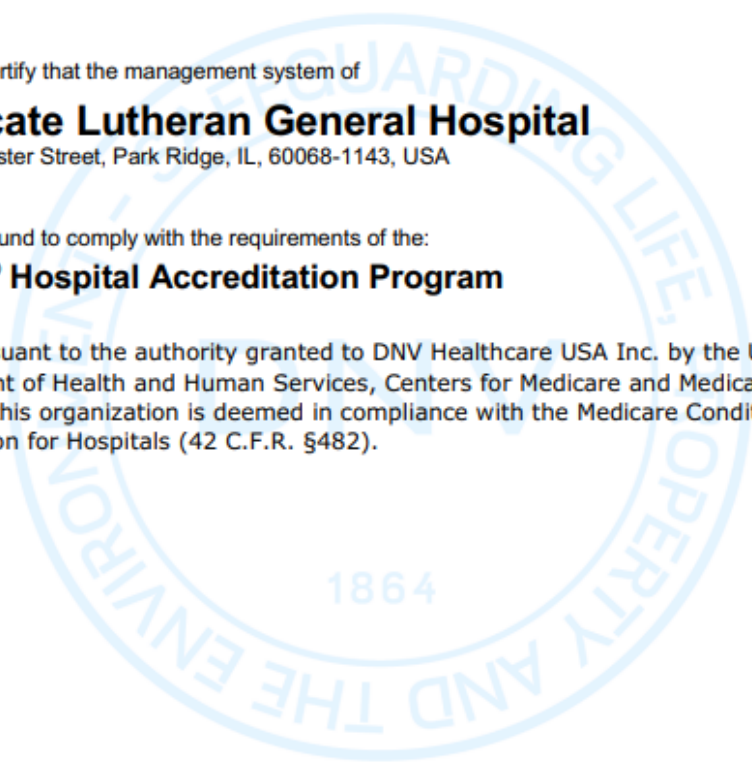 rtify that the management system of
cate Lutheran General Hospital
ster Street, Park Ridge, IL, 60068-1143, USA
und to comply with the requirements of the:
Hospital Accreditation Program
uant to the authority granted to DNV Healthcare USA Inc. by the U
nt of Health and Human Services, Centers for Medicare and Medica
his organization is deemed in compliance with the Medicare Condit
on for Hospitals (42 C.F.R. §482).
SAFEGUARDING LIFE, PROPERTY AND THE ENVIRONMENT
DNV
1864